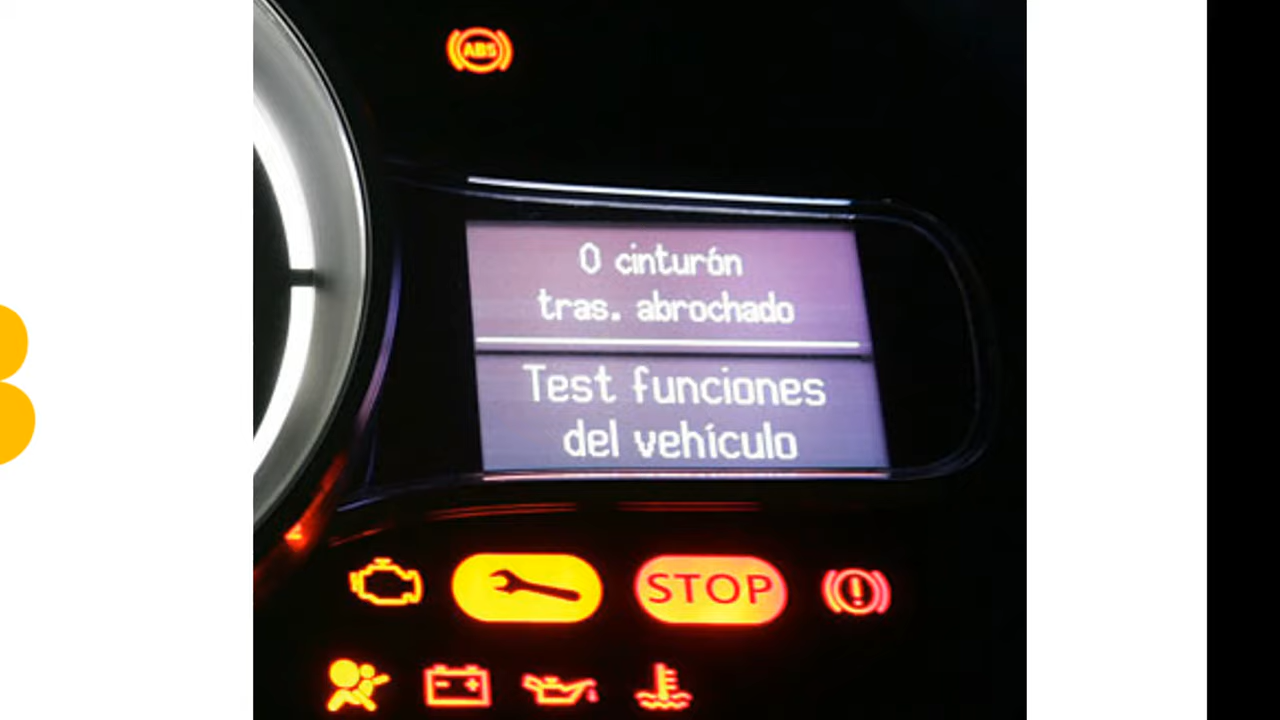 ABS
0 cinturón
tras. abrochado
Test funciones
del vehículo
STOP